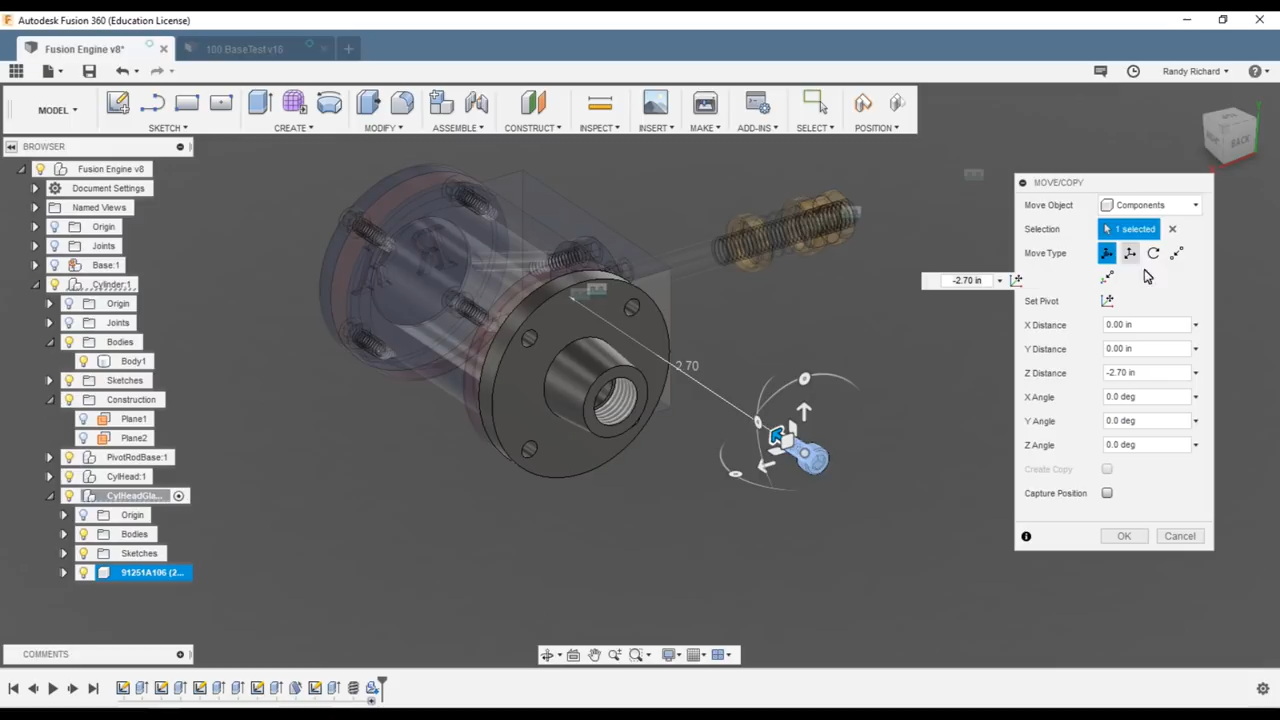 Autodesk Fusion 360 (Education License)
Fusion Engine v8*
100 BaseTest v16
Randy Richard
MODEL
SKETCH
CREATE
MODIFY
ASSEMBLE
CONSTRUCT
INSPECT
INSERT
MAKE
ADD-INS
SELECT
POSITION
BROWSER
Fusion Engine v8
Document Settings
Named Views
Origin
Joints
Base:1
Cylinder:1
Origin
Joints
Bodies
Body1
Sketches
Construction
Plane1
Plane2
PivotRodBase:1
CylHead:1
CylHeadGla...
Origin
Bodies
Sketches
91251A106 (2...
BACK
2.70
-2.70 in
MOVE/COPY
Move Object Components
Selection 1 selected
Move Type
Set Pivot
X Distance 0.00 in
Y Distance 0.00 in
Z Distance -2.70 in
X Angle 0.0 deg
Y Angle 0.0 deg
Z Angle 0.0 deg
Create Copy
Capture Position
OK Cancel
COMMENTS